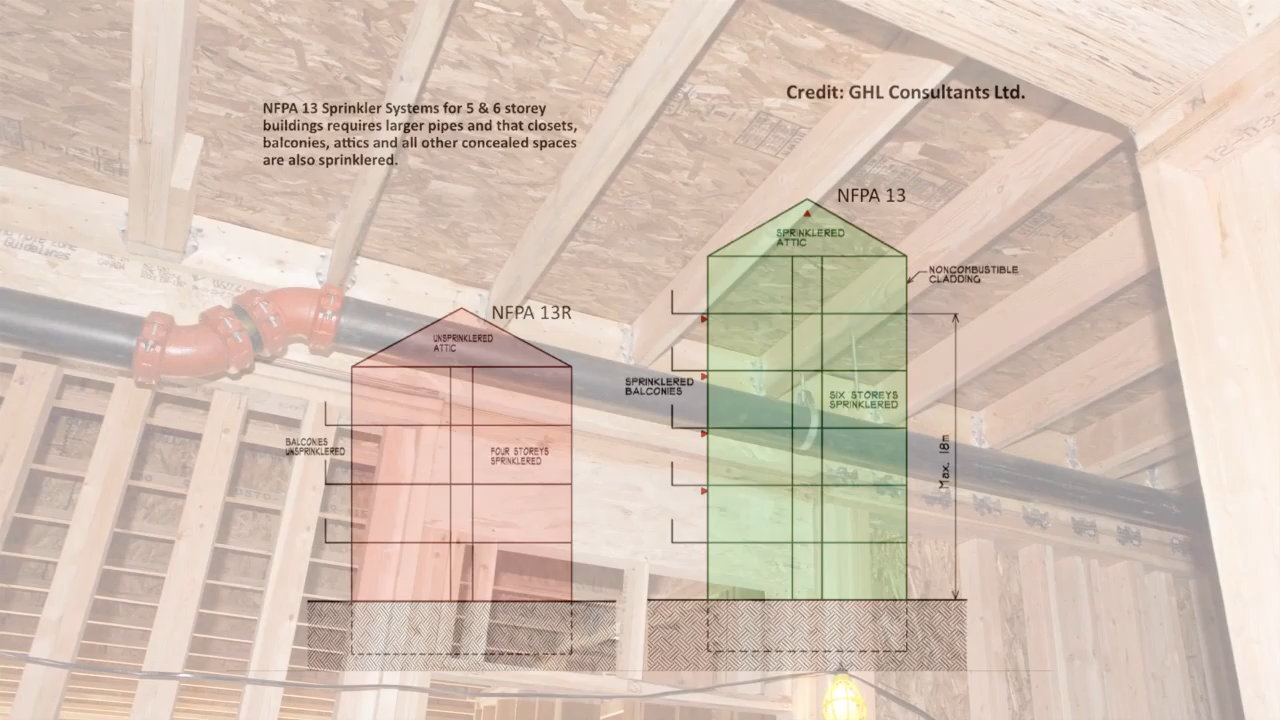 NFPA 13 Sprinkler Systems for 5 & 6 storey
buildings requires larger pipes and that closets,
balconies, attics and all other concealed spaces
are also sprinklered.
Credit: GHL Consultants Ltd.
NFPA 13
SPRINKLERED
ATTIC
NONCOMBUSTIBLE
CLADDING
NFPA 13R
UNSPRINKLERED
ATTIC
SPRINKLERED
BALCONIES
SIX STOREYS
SPRINKLERED
BALCONIES
UNSPRINKLERED
FOUR STOREYS
SPRINKLERED
Max. 18m